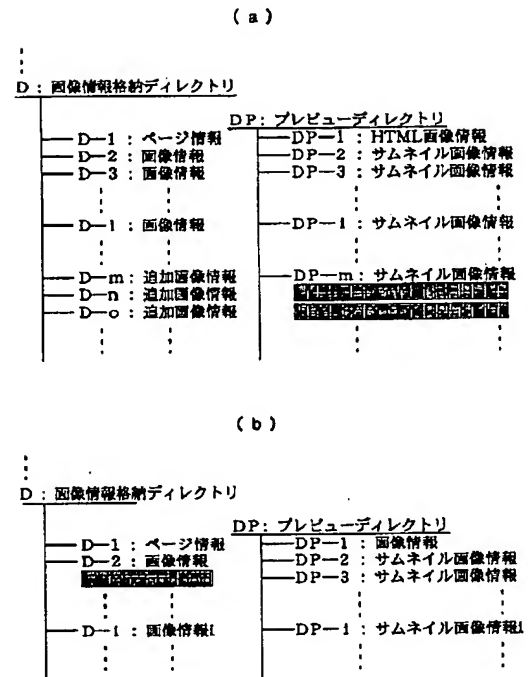 (a)
D:画像情報格納ディレクトリ
DP:プレビューディレクトリ
D—1:ページ情報
DP—1:HTML画像情報
D—2:画像情報
DP—2:サムネイル画像情報
D—3:画像情報
DP—3:サムネイル画像情報
D—l:画像情報
DP—l:サムネイル画像情報
D—m:追加画像情報
DP—m:サムネイル画像情報
D—n:追加画像情報
D—o:追加画像情報
(b)
D:画像情報格納ディレクトリ
DP:プレビューディレクトリ
D—1:ページ情報
DP—1:画像情報
D—2:画像情報
DP—2:サムネイル画像情報
DP—3:サムネイル画像情報
D—i:画像情報i
DP—i:サムネイル画像情報i